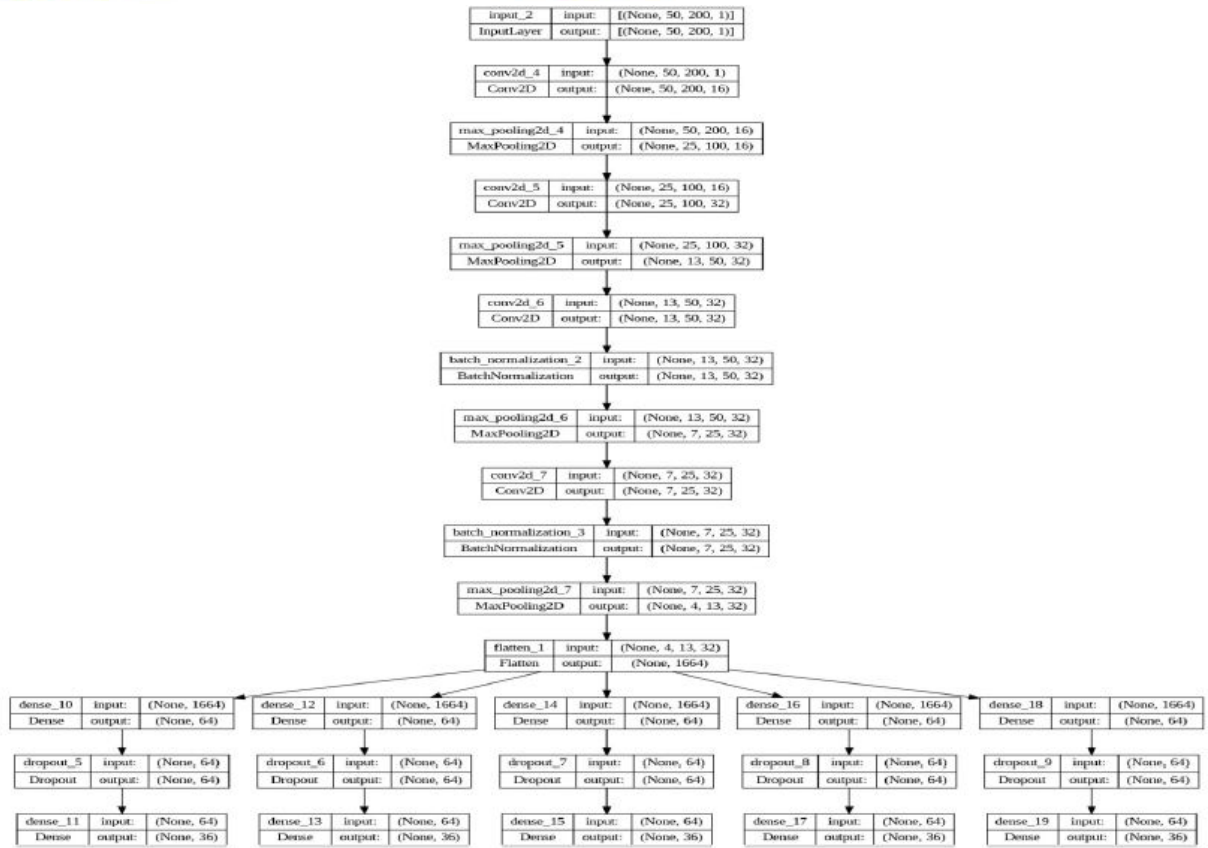 input_2 input: [(None, 50, 200, 1)]
InputLayer output: [(None, 50, 200, 1)]
conv2d_4 input: (None, 50, 200, 1)
Conv2D output: (None, 50, 200, 16)
max_pooling2d_4 input: (None, 50, 200, 16)
MaxPooling2D output: (None, 25, 100, 16)
conv2d_5 input: (None, 25, 100, 16)
Conv2D output: (None, 25, 100, 32)
max_pooling2d_5 input: (None, 25, 100, 32)
MaxPooling2D output: (None, 13, 50, 32)
conv2d_6 input: (None, 13, 50, 32)
Conv2D output: (None, 13, 50, 32)
batch_normalization_2 input: (None, 13, 50, 32)
BatchNormalization output: (None, 13, 50, 32)
max_pooling2d_6 input: (None, 13, 50, 32)
MaxPooling2D output: (None, 7, 25, 32)
conv2d_7 input: (None, 7, 25, 32)
Conv2D output: (None, 7, 25, 32)
batch_normalization_3 input: (None, 7, 25, 32)
BatchNormalization output: (None, 7, 25, 32)
max_pooling2d_7 input: (None, 7, 25, 32)
MaxPooling2D output: (None, 4, 13, 32)
flatten_1 input: (None, 4, 13, 32)
Flatten output: (None, 1664)
dense_10 input: (None, 1664) dense_12 input: (None, 1664) dense_14 input: (None, 1664) dense_16 input: (None, 1664) dense_18 input: (None, 1664)
Dense output: (None, 64) Dense output: (None, 64) Dense output: (None, 64) Dense output: (None, 64) Dense output: (None, 64)
dropout_5 input: (None, 64) dropout_6 input: (None, 64) dropout_7 input: (None, 64) dropout_8 input: (None, 64) dropout_9 input: (None, 64)
Dropout output: (None, 64) Dropout output: (None, 64) Dropout output: (None, 64) Dropout output: (None, 64) Dropout output: (None, 64)
dense_11 input: (None, 64) dense_13 input: (None, 64) dense_15 input: (None, 64) dense_17 input: (None, 64) dense_19 input: (None, 64)
Dense output: (None, 36) Dense output: (None, 36) Dense output: (None, 36) Dense output: (None, 36) Dense output: (None, 36)